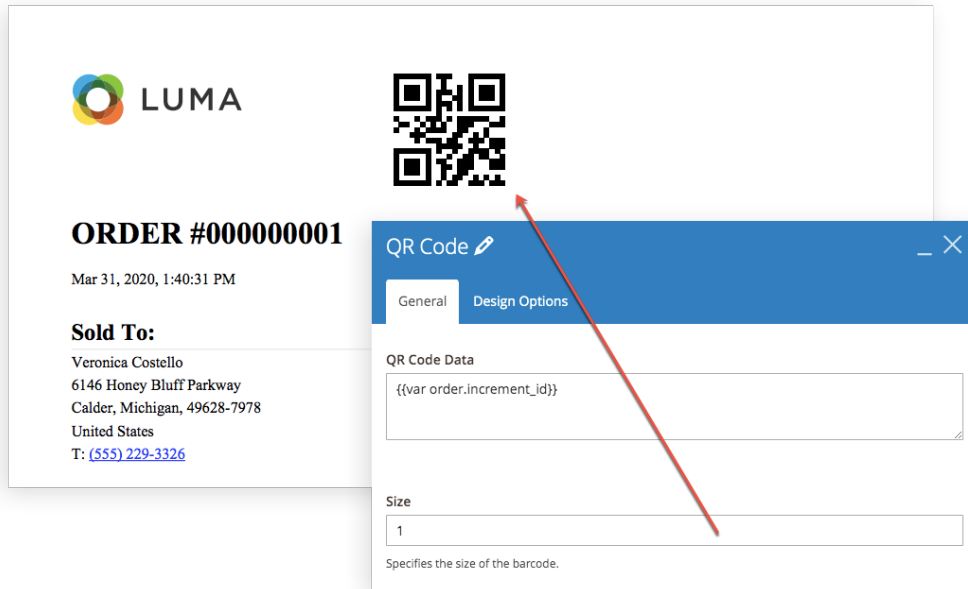 LUMA
ORDER #000000001
Mar 31, 2020, 1:40:31 PM
Sold To:
Veronica Costello
6146 Honey Bluff Parkway
Calder, Michigan, 49628-7978
United States
T: (555) 229-3326
QR Code
General
Design Options
QR Code Data
{{var order.increment_id}}
Size
1
Specifies the size of the barcode.